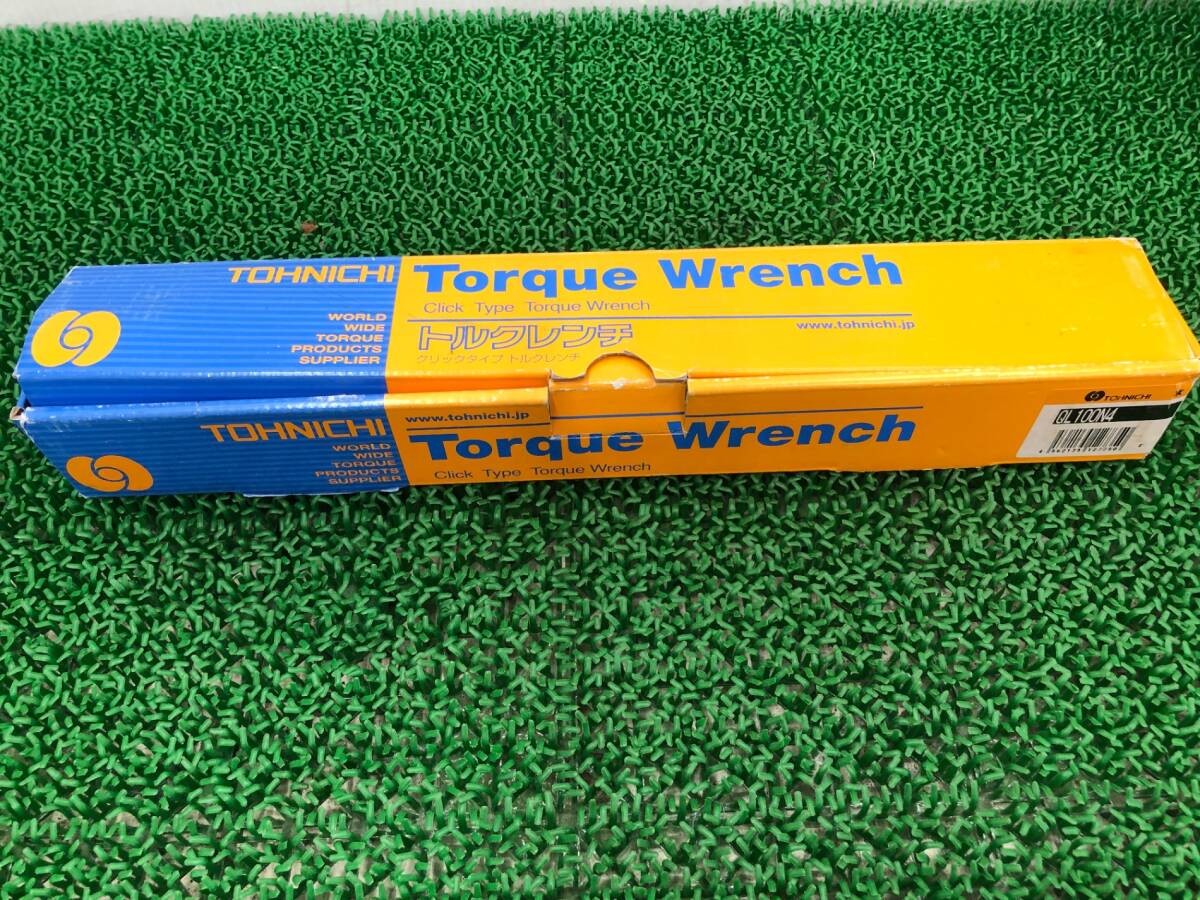 TOHNICHI
WORLD
WIDE
TORQUE
PRODUCTS
SUPPLIER
Torque Wrench
Click Type Torque Wrench
www.tohnichi.jp
トルクレンチ
クリックタイプ トルクレンチ
www.tohnichi.jp
TOHNICHI
WORLD
WIDE
TORQUE
PRODUCTS
SUPPLIER
Torque Wrench
Click Type Torque Wrench
TOHNICHI
QL100N4